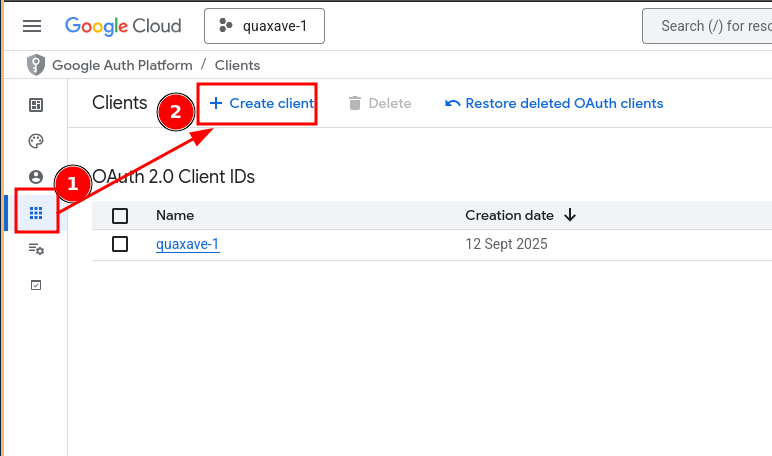 Google Cloud
quaxave-1
Search (/) for reso
Google Auth Platform / Clients
Clients
+ Create client
Delete
Restore deleted OAuth clients
2
1
OAuth 2.0 Client IDs
Name Creation date
quaxave-1 12 Sept 2025